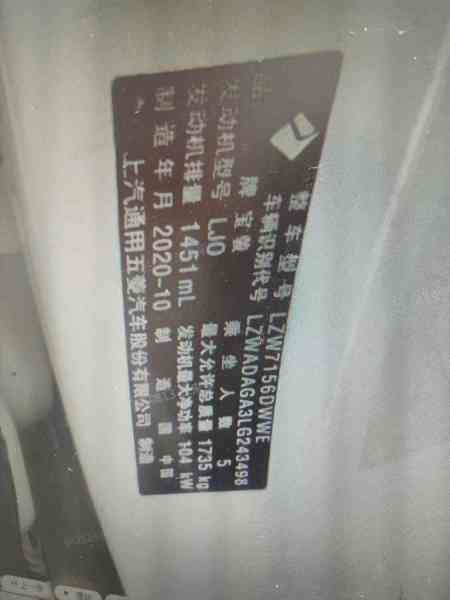 整车型号 LZW7156DWWE
车辆识别代号 LZWADAGA3LG243498
品牌 宝骏 乘坐人数 5
发动机型号 LJO 最大允许总质量 1735 kg
发动机排量 1451 mL 发动机最大净功率 104 kW
制造年月 2020-10 制造国 中国
上汽通用五菱汽车股份有限公司 制造